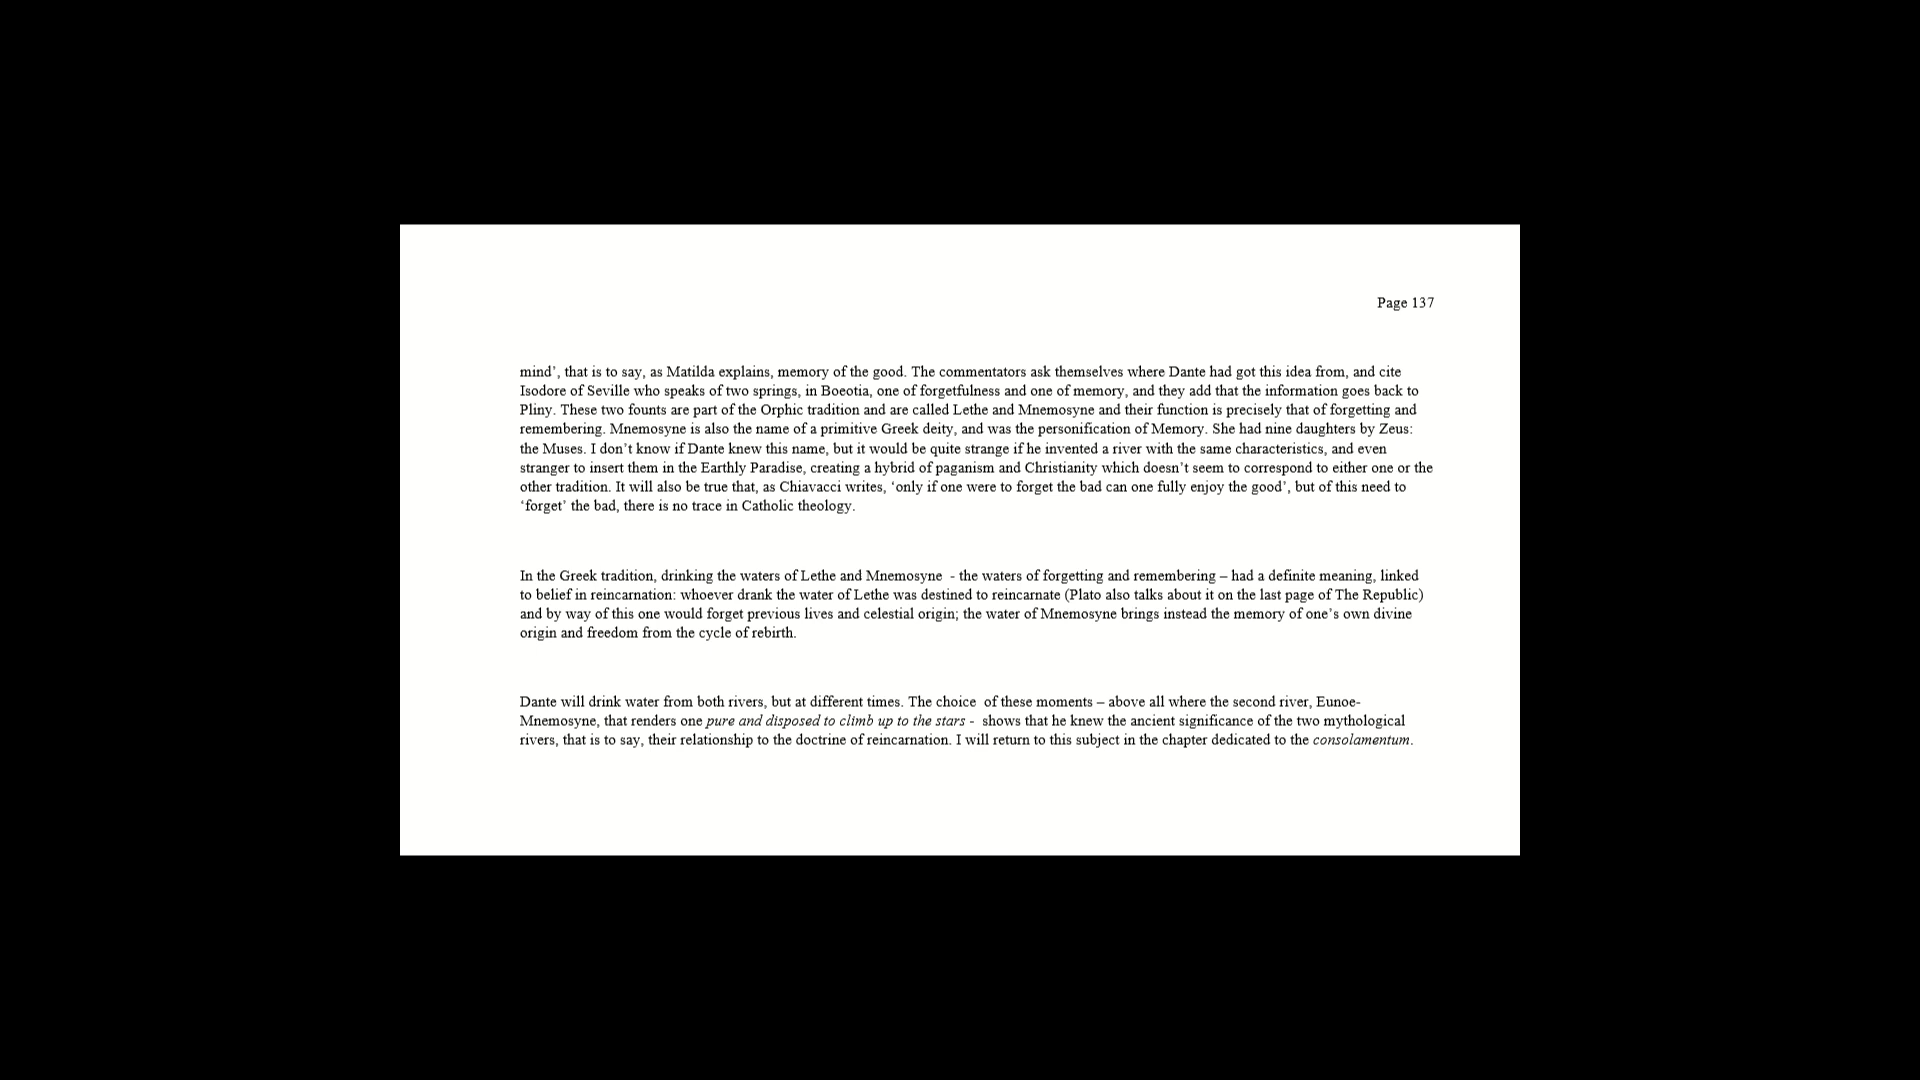 Page 137
mind’, that is to say, as Matilda explains, memory of the good. The commentators ask themselves where Dante had got this idea from, and cite
Isodore of Seville who speaks of two springs, in Boeotia, one of forgetfulness and one of memory, and they add that the information goes back to
Pliny. These two founts are part of the Orphic tradition and are called Lethe and Mnemosyne and their function is precisely that of forgetting and
remembering. Mnemosyne is also the name of a primitive Greek deity, and was the personification of Memory. She had nine daughters by Zeus:
the Muses. I don’t know if Dante knew this name, but it would be quite strange if he invented a river with the same characteristics, and even
stranger to insert them in the Earthly Paradise, creating a hybrid of paganism and Christianity which doesn’t seem to correspond to either one or the
other tradition. It will also be true that, as Chiavacci writes, ‘only if one were to forget the bad can one fully enjoy the good’, but of this need to
‘forget’ the bad, there is no trace in Catholic theology.
In the Greek tradition, drinking the waters of Lethe and Mnemosyne  - the waters of forgetting and remembering – had a definite meaning, linked
to belief in reincarnation: whoever drank the water of Lethe was destined to reincarnate (Plato also talks about it on the last page of The Republic)
and by way of this one would forget previous lives and celestial origin; the water of Mnemosyne brings instead the memory of one’s own divine
origin and freedom from the cycle of rebirth.
Dante will drink water from both rivers, but at different times. The choice  of these moments – above all where the second river, Eunoe-
Mnemosyne, that renders one pure and disposed to climb up to the stars -  shows that he knew the ancient significance of the two mythological
rivers, that is to say, their relationship to the doctrine of reincarnation. I will return to this subject in the chapter dedicated to the consolamentum.